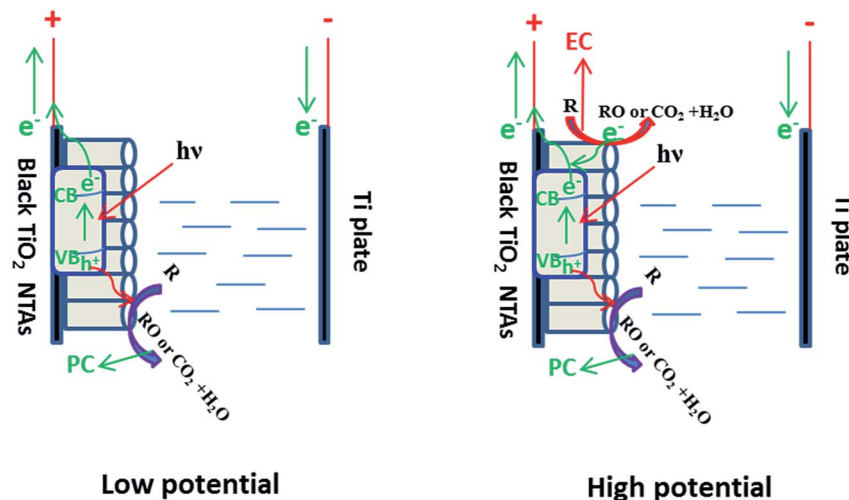 +
-
e-
e-
hν
e-
CB
VB
h+
Black TiO2 NTAs
Ti plate
R
RO or CO2 +H2O
PC
Low potential
+
-
EC
R
RO or CO2 +H2O
e-
e-
e-
hν
e-
CB
VB
h+
Black TiO2 NTAs
Ti plate
R
RO or CO2 +H2O
PC
High potential